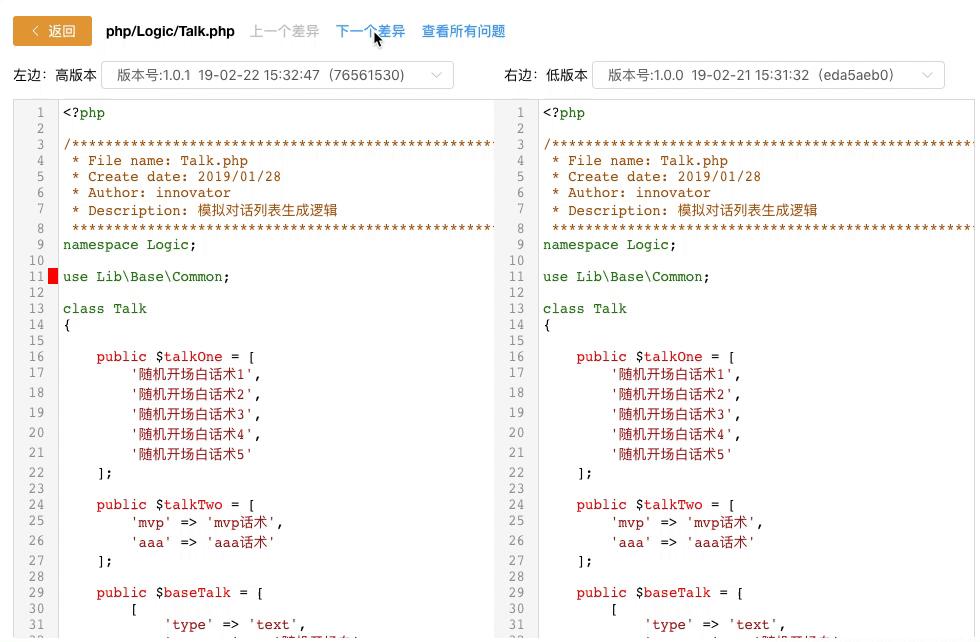 返回 php/Logic/Talk.php 上一个差异 下一个差异 查看所有问题
左边：高版本 版本号:1.0.1 19-02-22 15:32:47（76561530） 右边：低版本 版本号:1.0.0 19-02-21 15:31:32（eda5aeb0）
1 <?php
2
3 /***************************************************
4 * File name: Talk.php
5 * Create date: 2019/01/28
6 * Author: innovator
7 * Description: 模拟对话列表生成逻辑
8 ***************************************************
9 namespace Logic;
10
11 use Lib\Base\Common;
12
13 class Talk
14 {
15
16 public $talkOne = [
17 '随机开场白话术1',
18 '随机开场白话术2',
19 '随机开场白话术3',
20 '随机开场白话术4',
21 '随机开场白话术5'
22 ];
23
24 public $talkTwo = [
25 'mvp' => 'mvp话术',
26 'aaa' => 'aaa话术'
27 ];
28
29 public $baseTalk = [
30 [
31 'type' => 'text',
1 <?php
2
3 /***************************************************
4 * File name: Talk.php
5 * Create date: 2019/01/28
6 * Author: innovator
7 * Description: 模拟对话列表生成逻辑
8 ***************************************************
9 namespace Logic;
10
11 use Lib\Base\Common;
12
13 class Talk
14 {
15
16 public $talkOne = [
17 '随机开场白话术1',
18 '随机开场白话术2',
19 '随机开场白话术3',
20 '随机开场白话术4',
21 '随机开场白话术5'
22 ];
23
24 public $talkTwo = [
25 'mvp' => 'mvp话术',
26 'aaa' => 'aaa话术'
27 ];
28
29 public $baseTalk = [
30 [
31 'type' => 'text',